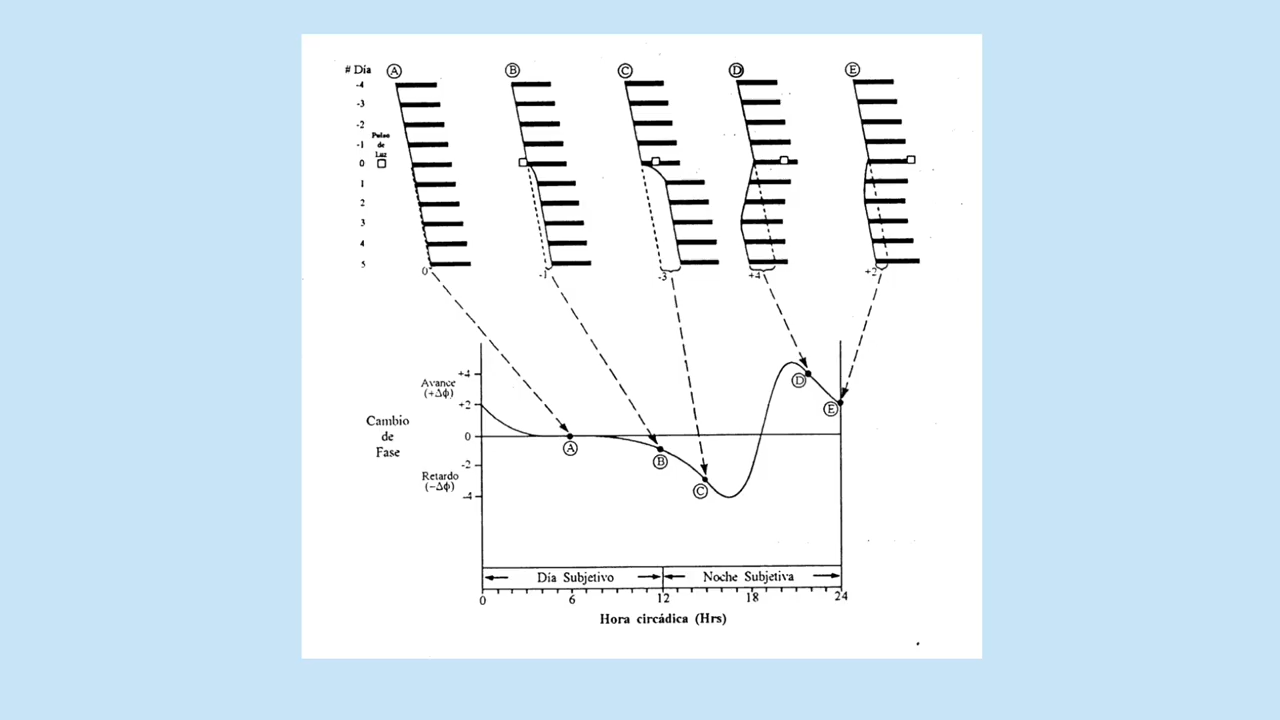 # Día Ⓐ Ⓑ Ⓒ Ⓓ Ⓔ
-4
-3
-2
-1
Pulso
de
Luz
0
1
2
3
4
5
0 -1 -3 +4 +2
+4
Avance
(+Δϕ)
+2
Cambio
de
Fase
0
-2
Retardo
(−Δϕ)
-4
Ⓐ
Ⓑ
Ⓒ
Ⓓ
Ⓔ
Día Subjetivo Noche Subjetiva
0 6 12 18 24
Hora circádica (Hrs)